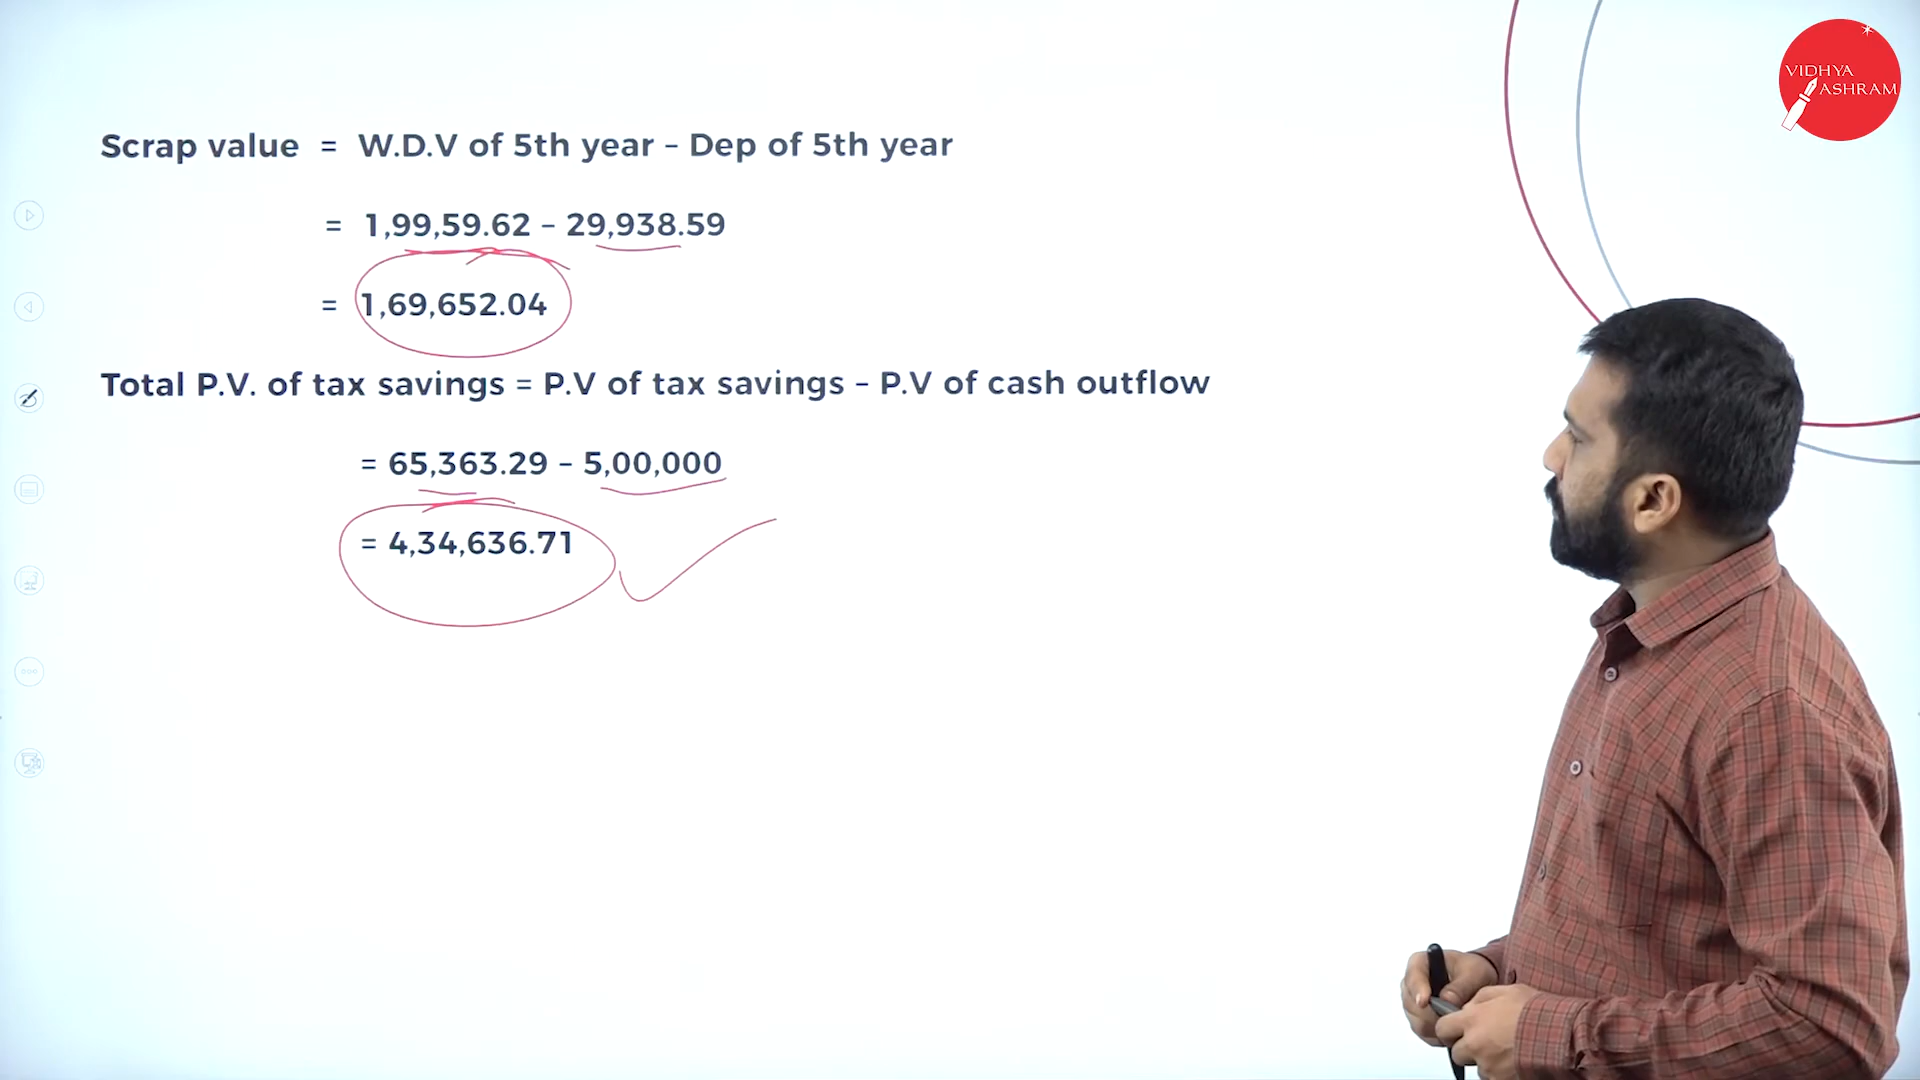 VIDHYA
ASHRAM
Scrap value = W.D.V of 5th year – Dep of 5th year
= 1,99,59.62 – 29,938.59
= 1,69,652.04
Total P.V. of tax savings = P.V of tax savings – P.V of cash outflow
= 65,363.29 – 5,00,000
= 4,34,636.71